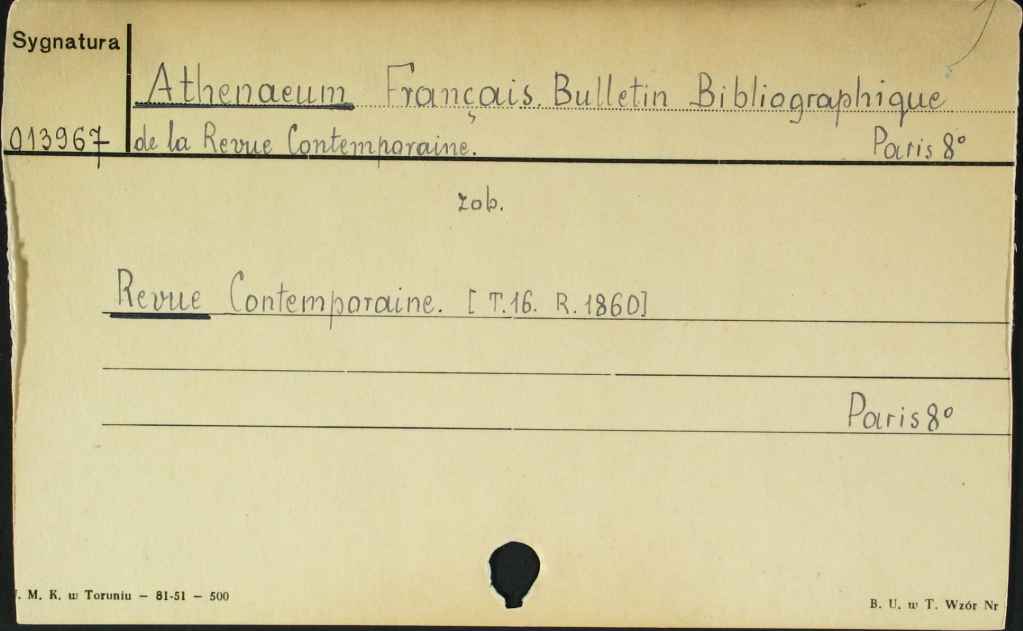 Sygnatura
Athenaeum Français. Bulletin Bibliographique
013967 de la Revue Contemporaine. Paris 8°
zob.
Revue Contemporaine. [T.16. R.1860]
Paris 8°
. M. K. w Toruniu — 81-51 — 500
B. U. w T. Wzór Nr